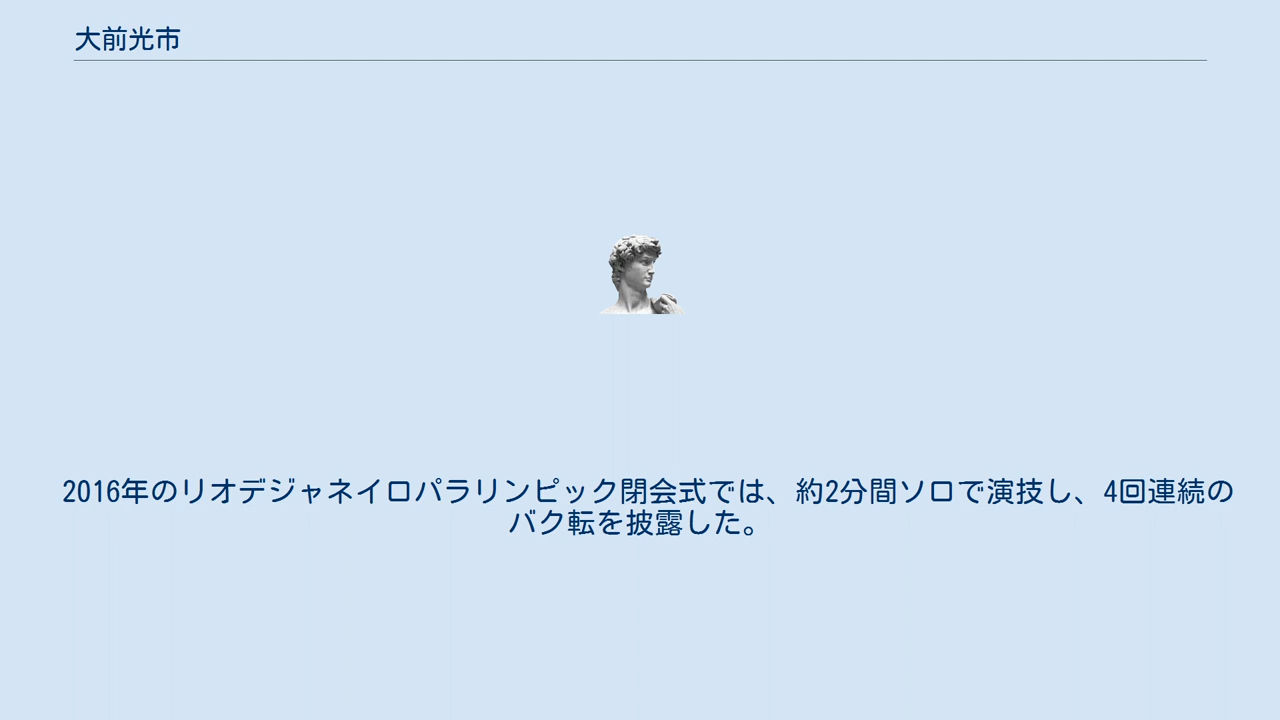 大前光市
2016年のリオデジャネイロパラリンピック閉会式では、約2分間ソロで演技し、4回連続の
バク転を披露した。